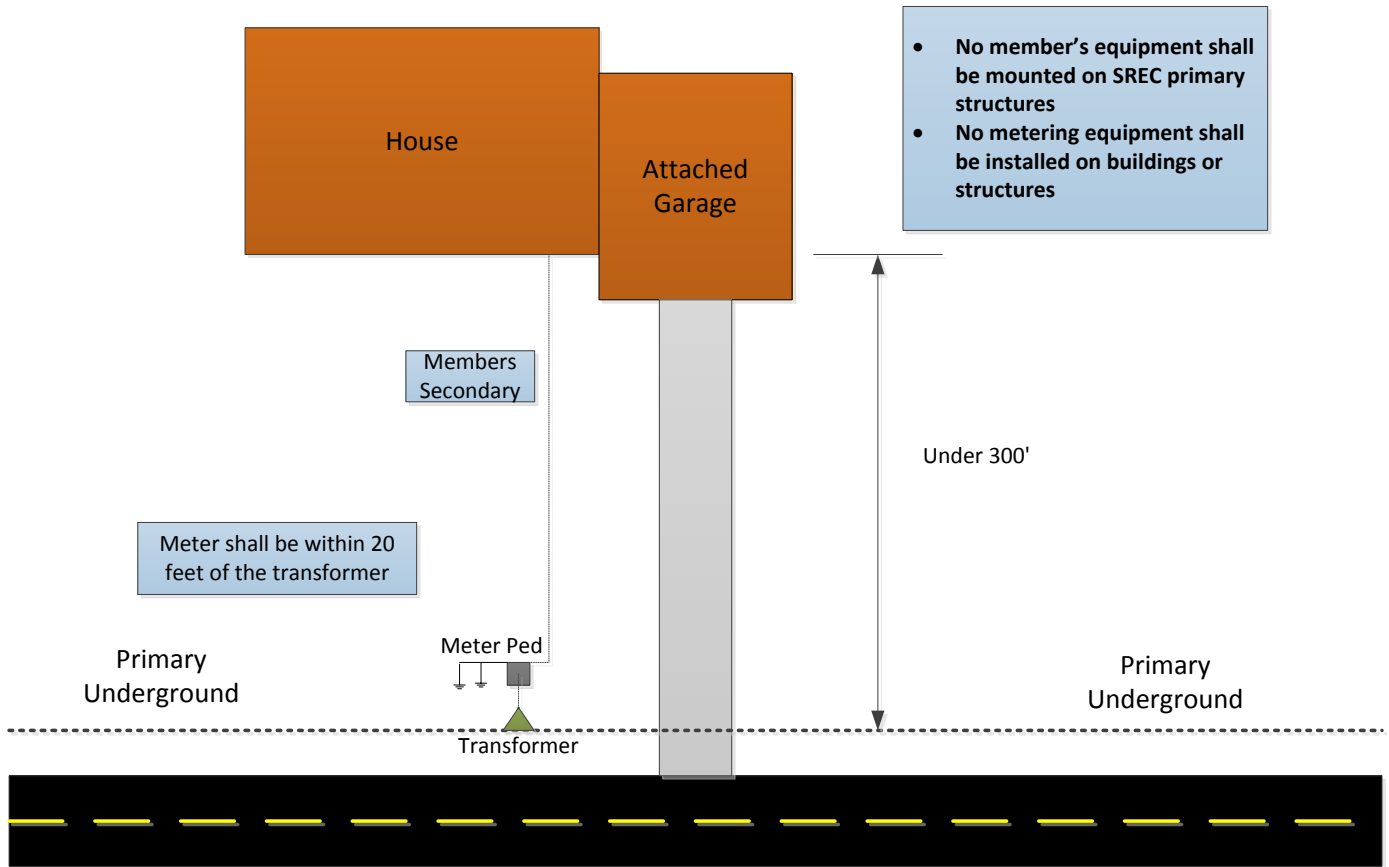 House
Attached
Garage
• No member's equipment shall
be mounted on SREC primary
structures
• No metering equipment shall
be installed on buildings or
structures
Members
Secondary
Under 300'
Meter shall be within 20
feet of the transformer
Meter Ped
Primary
Underground
Primary
Underground
Transformer